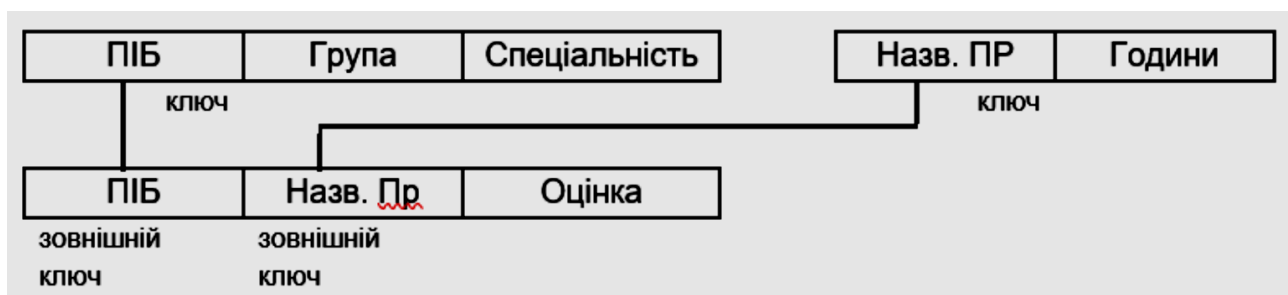 ПІБ Група Спеціальність Назв. ПР Години
ключ ключ
ПІБ Назв. Пр Оцінка
зовнішній зовнішній
ключ ключ